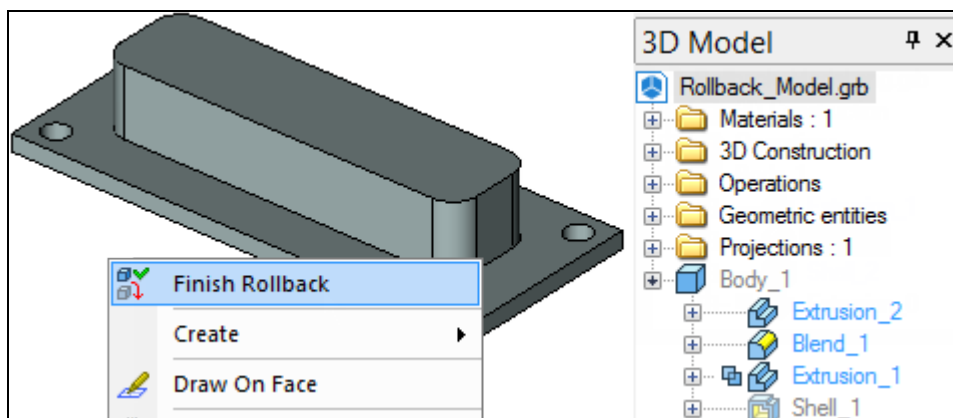 3D Model
Rollback_Model.grb
Materials : 1
3D Construction
Operations
Geometric entities
Projections : 1
Body_1
Extrusion_2
Blend_1
Extrusion_1
Shell_1
Finish Rollback
Create
Draw On Face